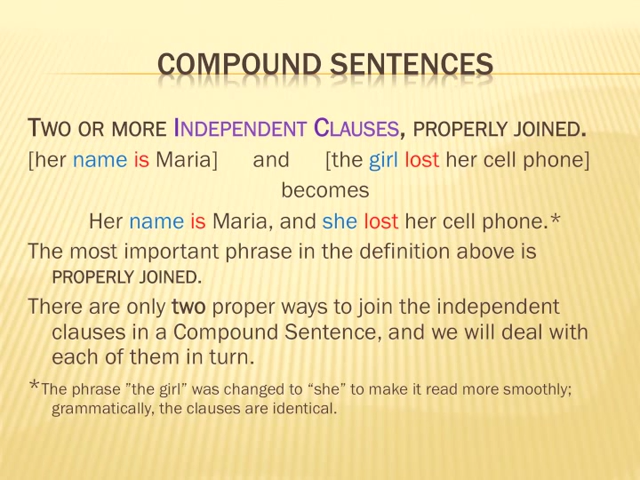 COMPOUND SENTENCES
TWO OR MORE INDEPENDENT CLAUSES, PROPERLY JOINED.
[her name is Maria] and [the girl lost her cell phone]
becomes
Her name is Maria, and she lost her cell phone.*
The most important phrase in the definition above is
PROPERLY JOINED.
There are only two proper ways to join the independent
clauses in a Compound Sentence, and we will deal with
each of them in turn.
*The phrase ”the girl” was changed to “she” to make it read more smoothly;
grammatically, the clauses are identical.